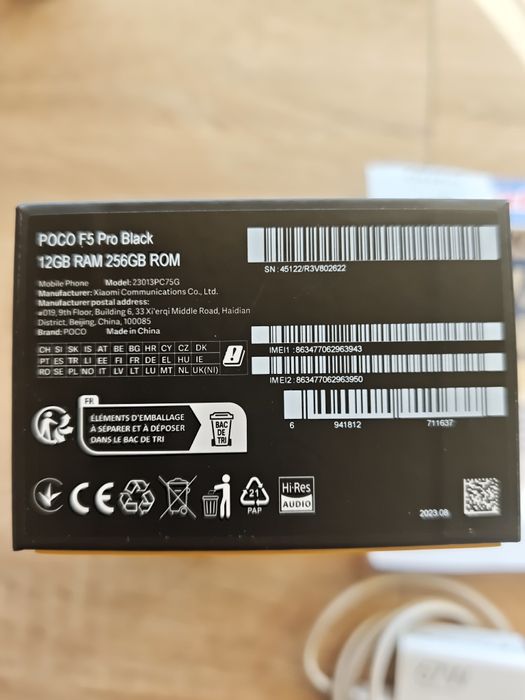 POCO F5 Pro Black
12GB RAM 256GB ROM
Mobile Phone Model: 23013PC75G
Manufacturer: Xiaomi Communications Co., Ltd.
Manufacturer postal address:
#019, 9th Floor, Building 6, 33 Xi'erqi Middle Road, Haidian
District, Beijing, China, 100085
Brand: POCO Made in China
SN: 45122/R3V802622
IMEI1: 863477062963943
IMEI2: 863477062963950
6 941812 711637
CH SI SK IS AT BE BG HR CY CZ DK
PT ES TR LI EE FI FR DE EL HU IE
RO SE PL NO IT LV LT LU MT NL UK(NI)
FR
ÉLÉMENTS D'EMBALLAGE
À SÉPARER ET À DÉPOSER
DANS LE BAC DE TRI
BAC
DE
TRI
CE
21
PAP
Hi-Res
AUDIO
2023.08